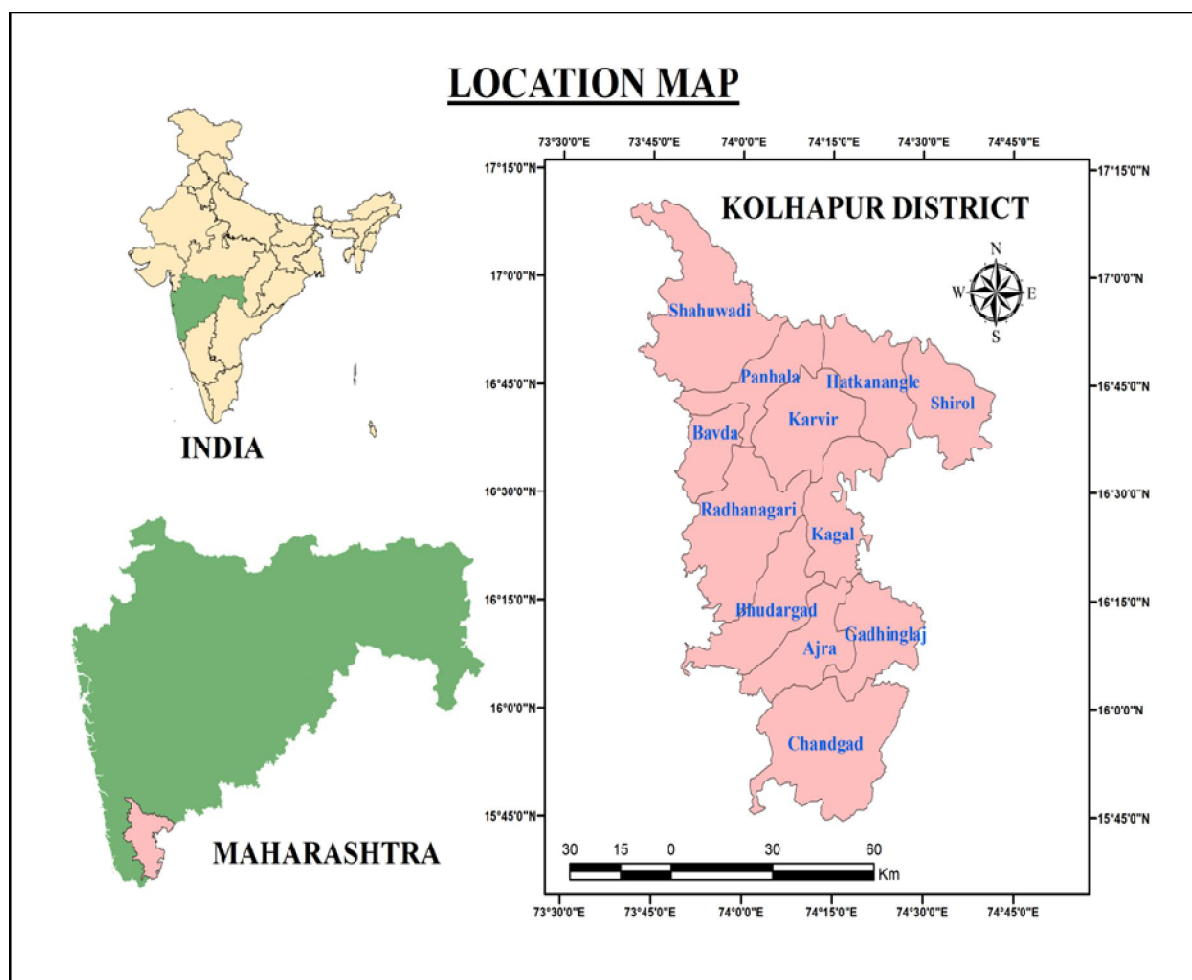 LOCATION MAP
INDIA
MAHARASHTRA
73°30'0"E 73°45'0"E 74°0'0"E 74°15'0"E 74°30'0"E 74°45'0"E
17°15'0"N 17°15'0"N
KOLHAPUR DISTRICT
N
17°0'0"N 17°0'0"N
W E
S
Shahuwadi
16°45'0"N Panhala Hatkanangle 16°45'0"N
Shirol
Bavda Karvir
16°30'0"N 16°30'0"N
Radhanagari
Kagal
16°15'0"N 16°15'0"N
Bhudargad
Gadhinglaj
Ajra
16°0'0"N 16°0'0"N
Chandgad
15°45'0"N 15°45'0"N
30 15 0 30 60
Km
73°30'0"E 73°45'0"E 74°0'0"E 74°15'0"E 74°30'0"E 74°45'0"E